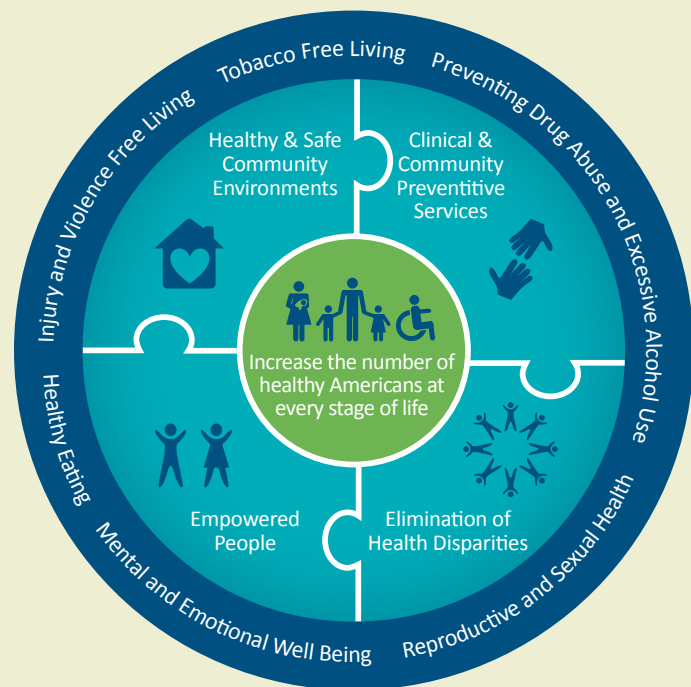 Tobacco Free Living
Preventing Drug Abuse and Excessive Alcohol Use
Reproductive and Sexual Health
Mental and Emotional Well Being
Healthy Eating
Injury and Violence Free Living
Healthy & Safe
Community
Environments
Clinical &
Community
Preventitive
Services
Increase the number of
healthy Americans at
every stage of life
Empowered
People
Elimination of
Health Disparities